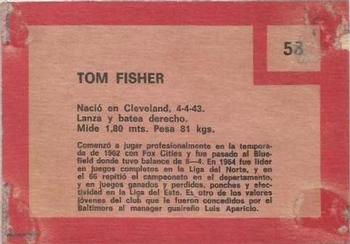 58
TOM FISHER
Nació en Cleveland, 4-4-43.
Lanza y batea derecho.
Mide 1,80 mts. Pesa 81 kgs.
Comenzó a jugar profesionalmente en la tempora-
da de 1962 con Fox Cities y fue pasado al Blue-
field donde tuvo balance de 8—4. En 1964 fue líder
en juegos completos en la Liga del Norte, y en
el 66 repitió el campeonato en el departamento,
y en juegos ganados y perdidos, ponches y efecti-
vidad en la Liga del Este. Es otro de los valores
jóvenes del club que le fueron concedidos por el
Baltimore al manager guaireño Luis Aparicio.